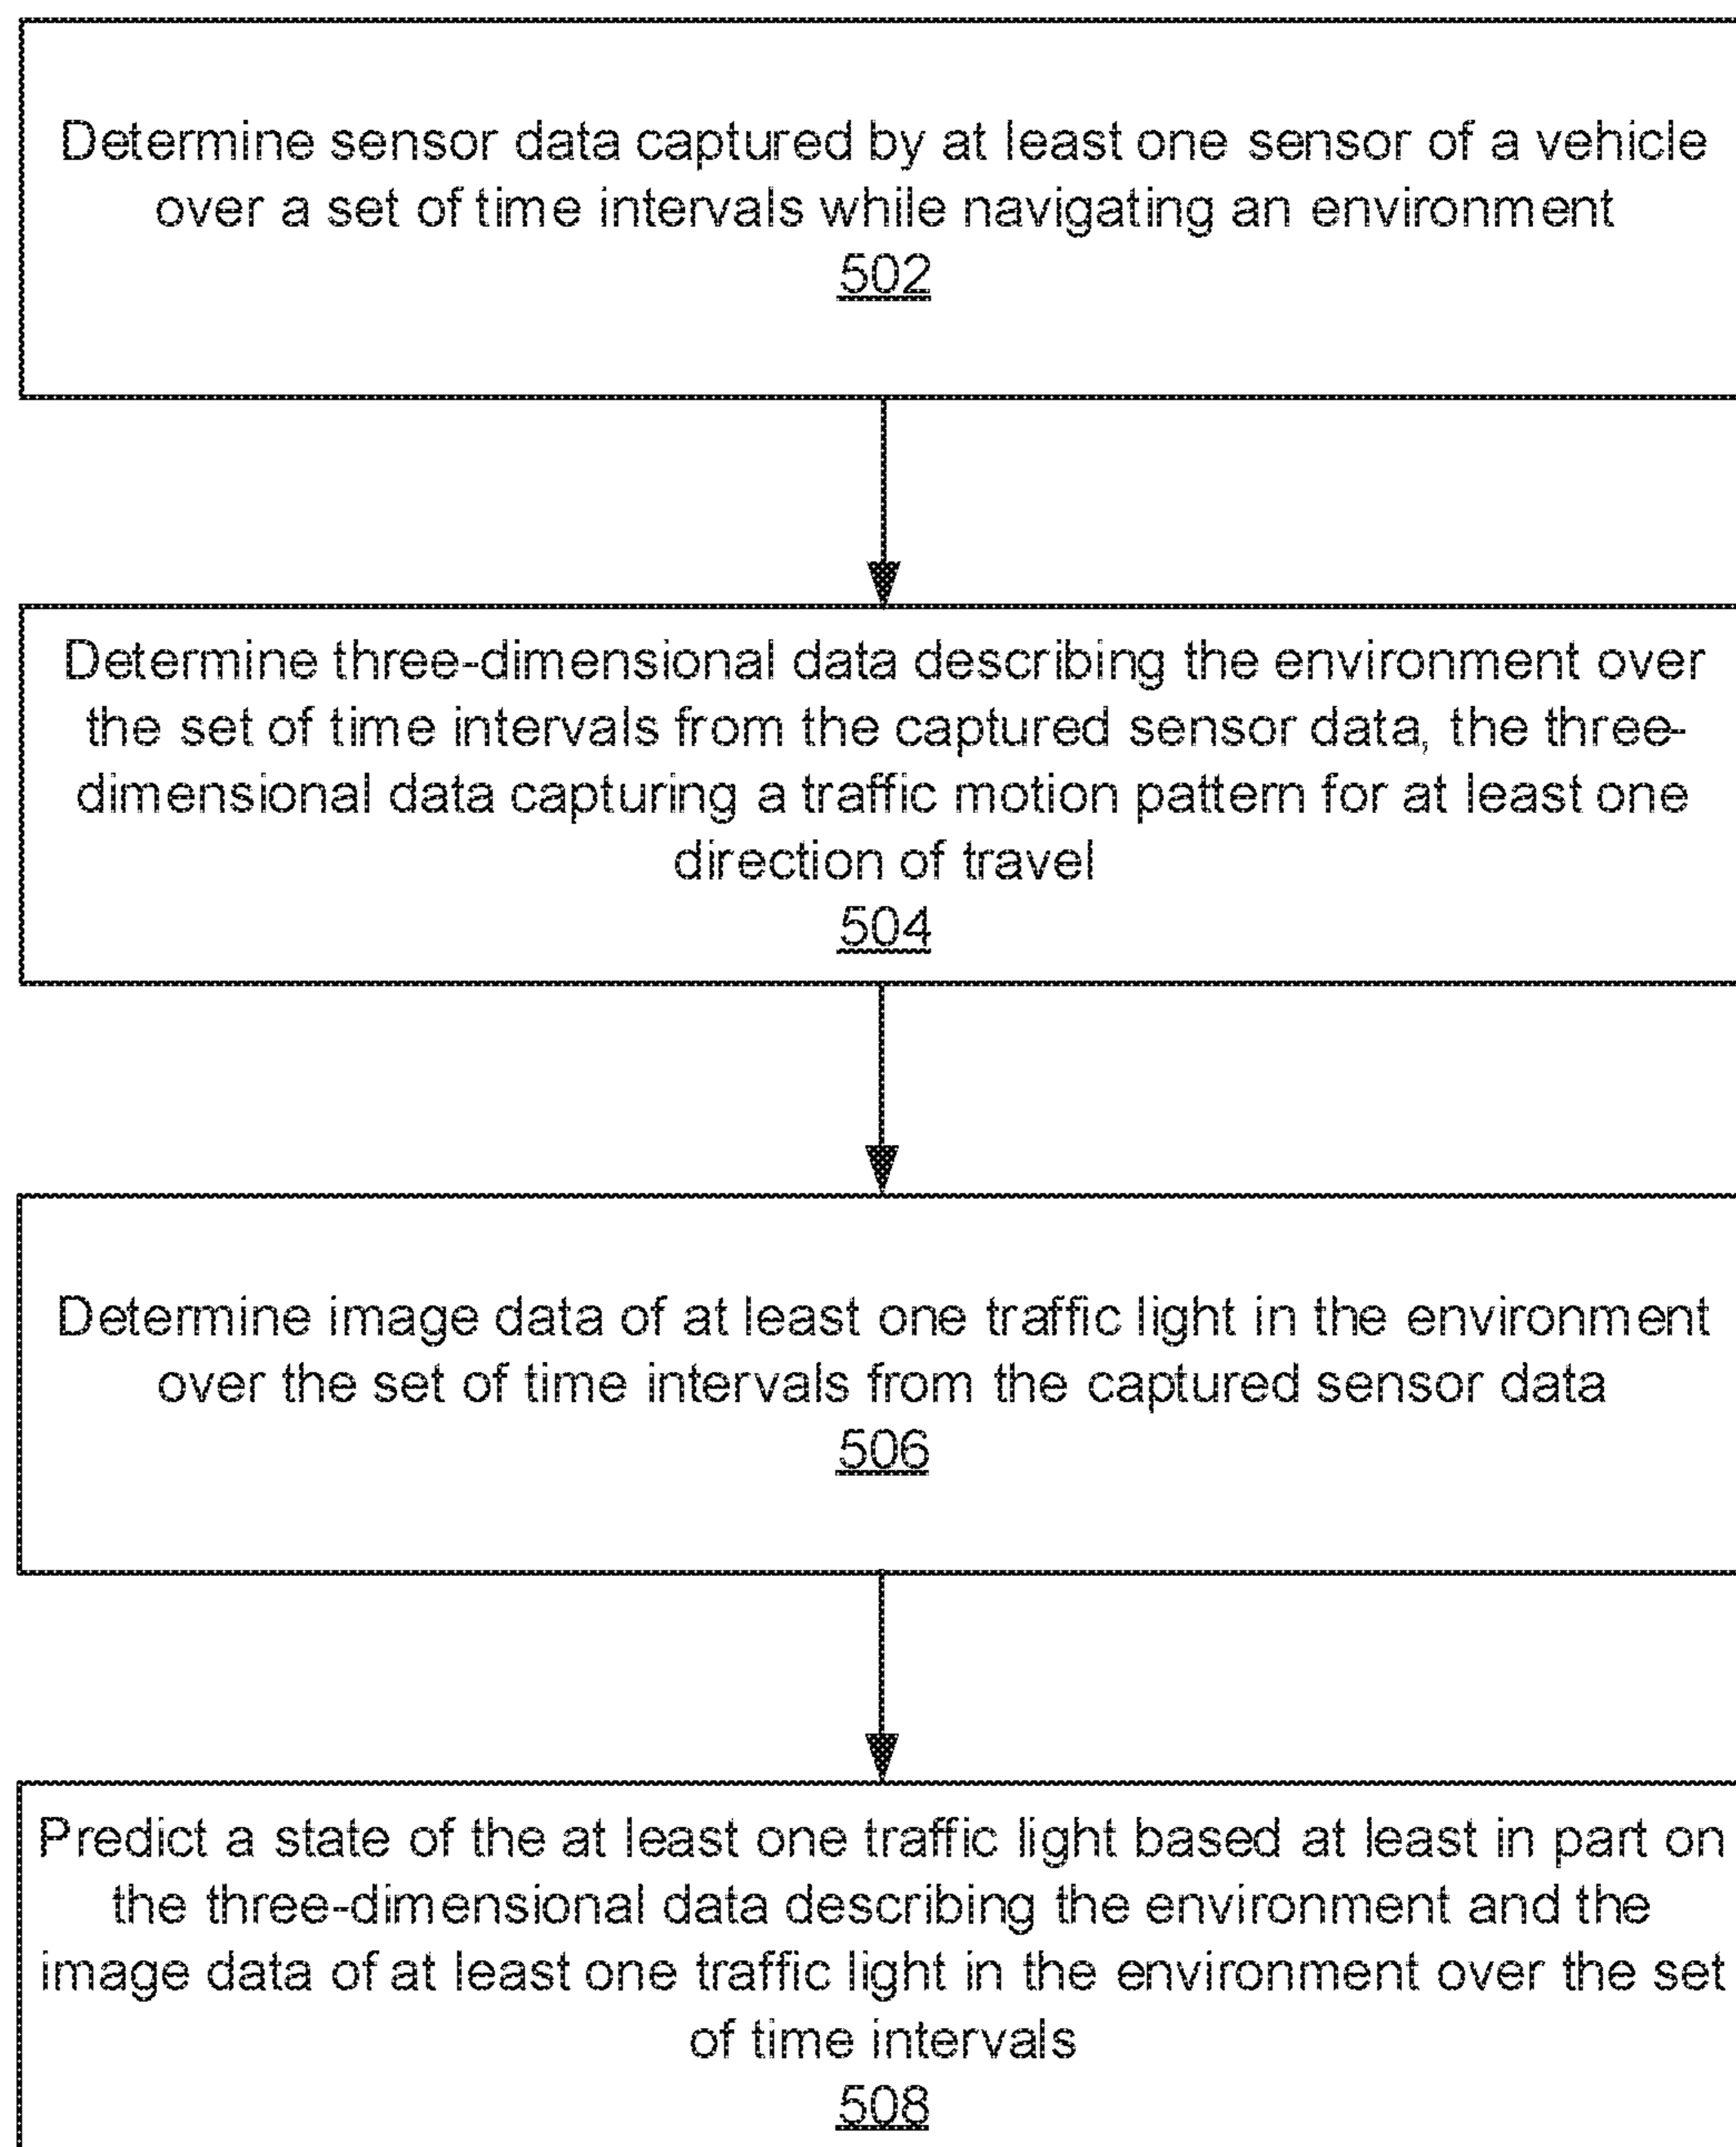 Determine sensor data captured by at least one sensor of a vehicle
over a set of time intervals while navigating an environment
502
Determine three-dimensional data describing the environment over
the set of time intervals from the captured sensor data, the three-
dimensional data capturing a traffic motion pattern for at least one
direction of travel
504
Determine image data of at least one traffic light in the environment
over the set of time intervals from the captured sensor data
506
Predict a state of the at least one traffic light based at least in part on
the three-dimensional data describing the environment and the
image data of at least one traffic light in the environment over the set
of time intervals
508